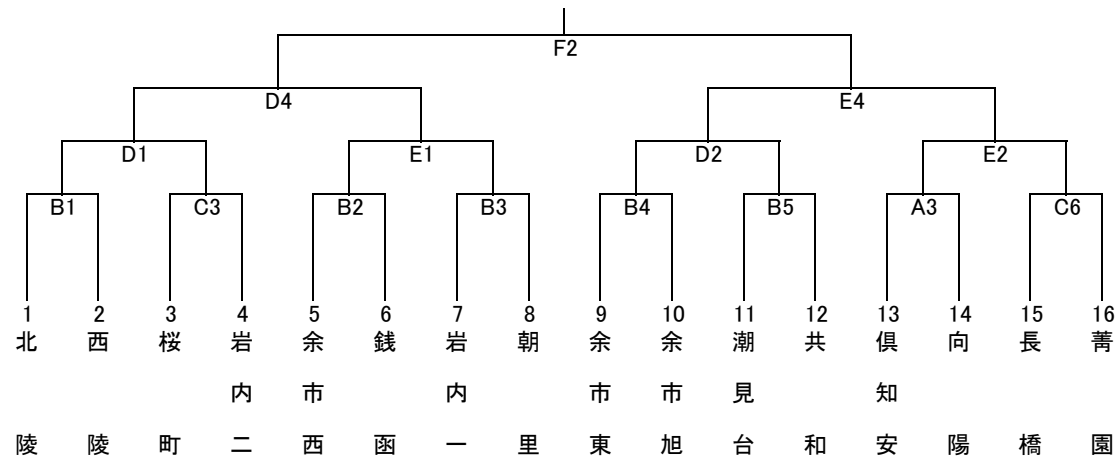 F2
D4 E4
D1 E1 D2 E2
B1 C3 B2 B3 B4 B5 A3 C6
1 2 3 4 5 6 7 8 9 10 11 12 13 14 15 16
北陵
西陵
桜町
岩内二
余市西
銭函
岩内一
朝里
余市東
余市旭
潮見台
共和
倶知安
向陽
長橋
菁園